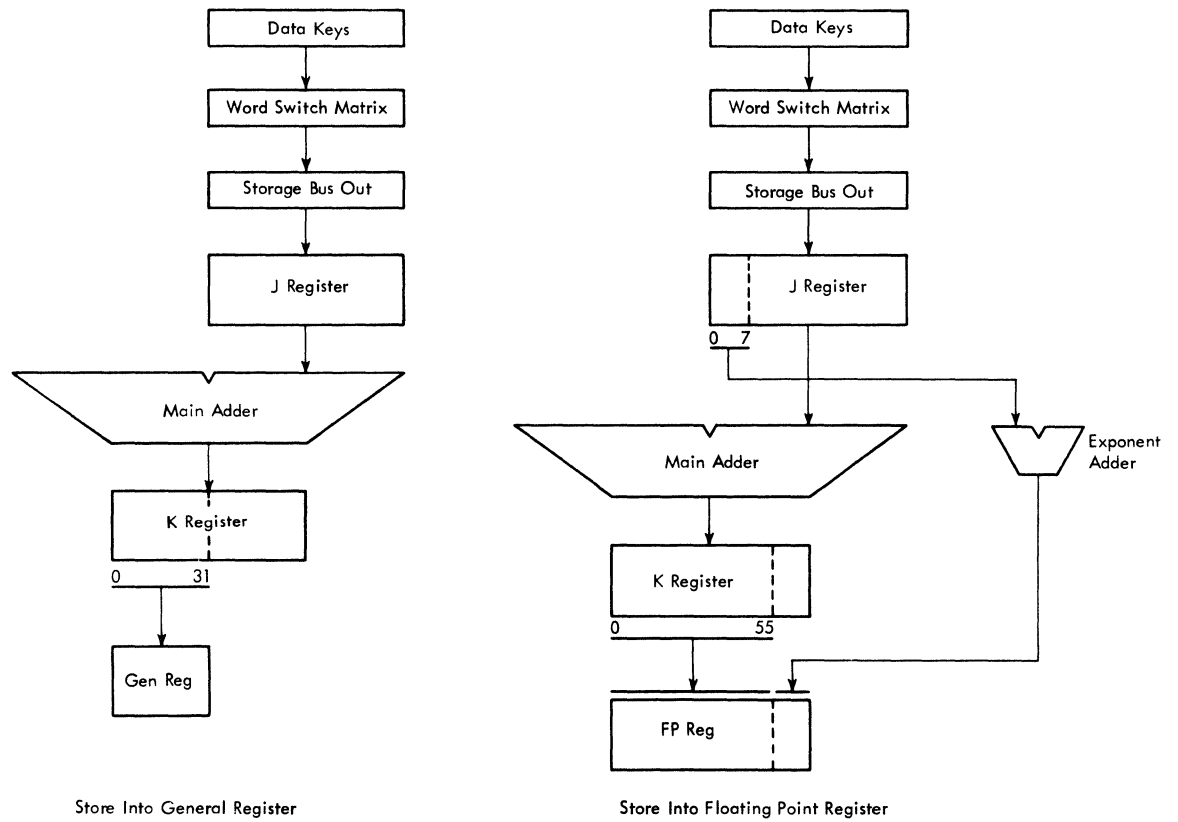 Data Keys
Word Switch Matrix
Storage Bus Out
J Register
Main Adder
K Register
0 31
Gen Reg
Store Into General Register
Data Keys
Word Switch Matrix
Storage Bus Out
J Register
0 7
Main Adder
Exponent
Adder
K Register
0 55
FP Reg
Store Into Floating Point Register